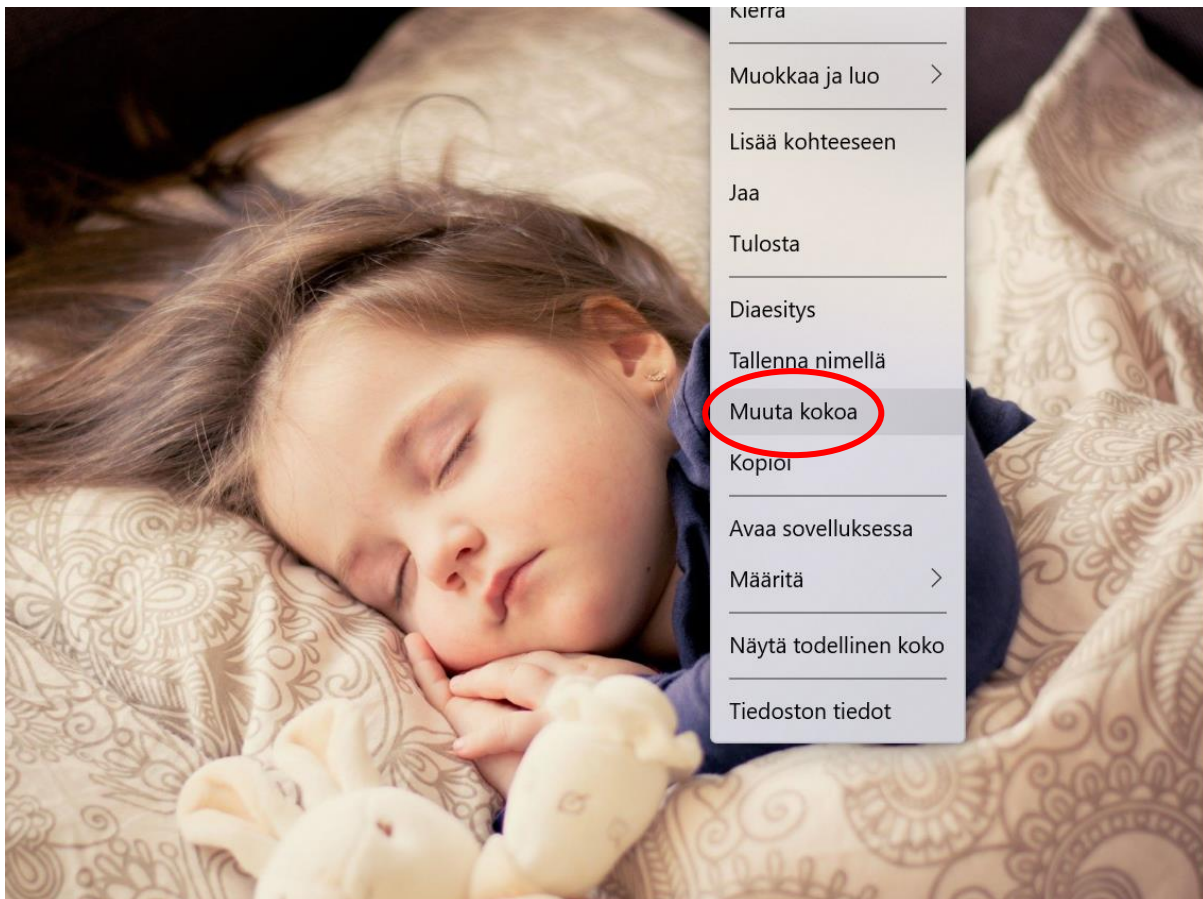 Kierrä
Muokkaa ja luo
Lisää kohteeseen
Jaa
Tulosta
Diaesitys
Tallenna nimellä
Muuta kokoa
Kopioi
Avaa sovelluksessa
Määritä
Näytä todellinen koko
Tiedoston tiedot